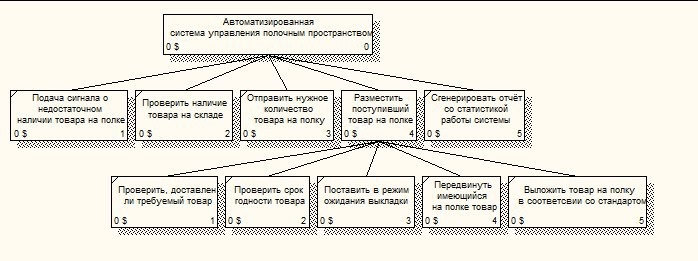 Автоматизированная
система управления полочным пространством
0 $ 0
Подача сигнала о
недостаточном
наличии товара на полке
0 $ 1
Проверить наличие
товара на складе
0 $ 2
Отправить нужное
количество
товара на полку
0 $ 3
Разместить
поступивший
товар на полке
0 $ 4
Сгенерировать отчёт
со статистикой
работы системы
0 $ 5
Проверить, доставлен
ли требуемый товар
0 $ 1
Проверить срок
годности товара
0 $ 2
Поставить в режим
ожидания выкладки
0 $ 3
Передвинуть
имеющийся
на полке товар
0 $ 4
Выложить товар на полку
в соответсвии со стандартом
0 $ 5